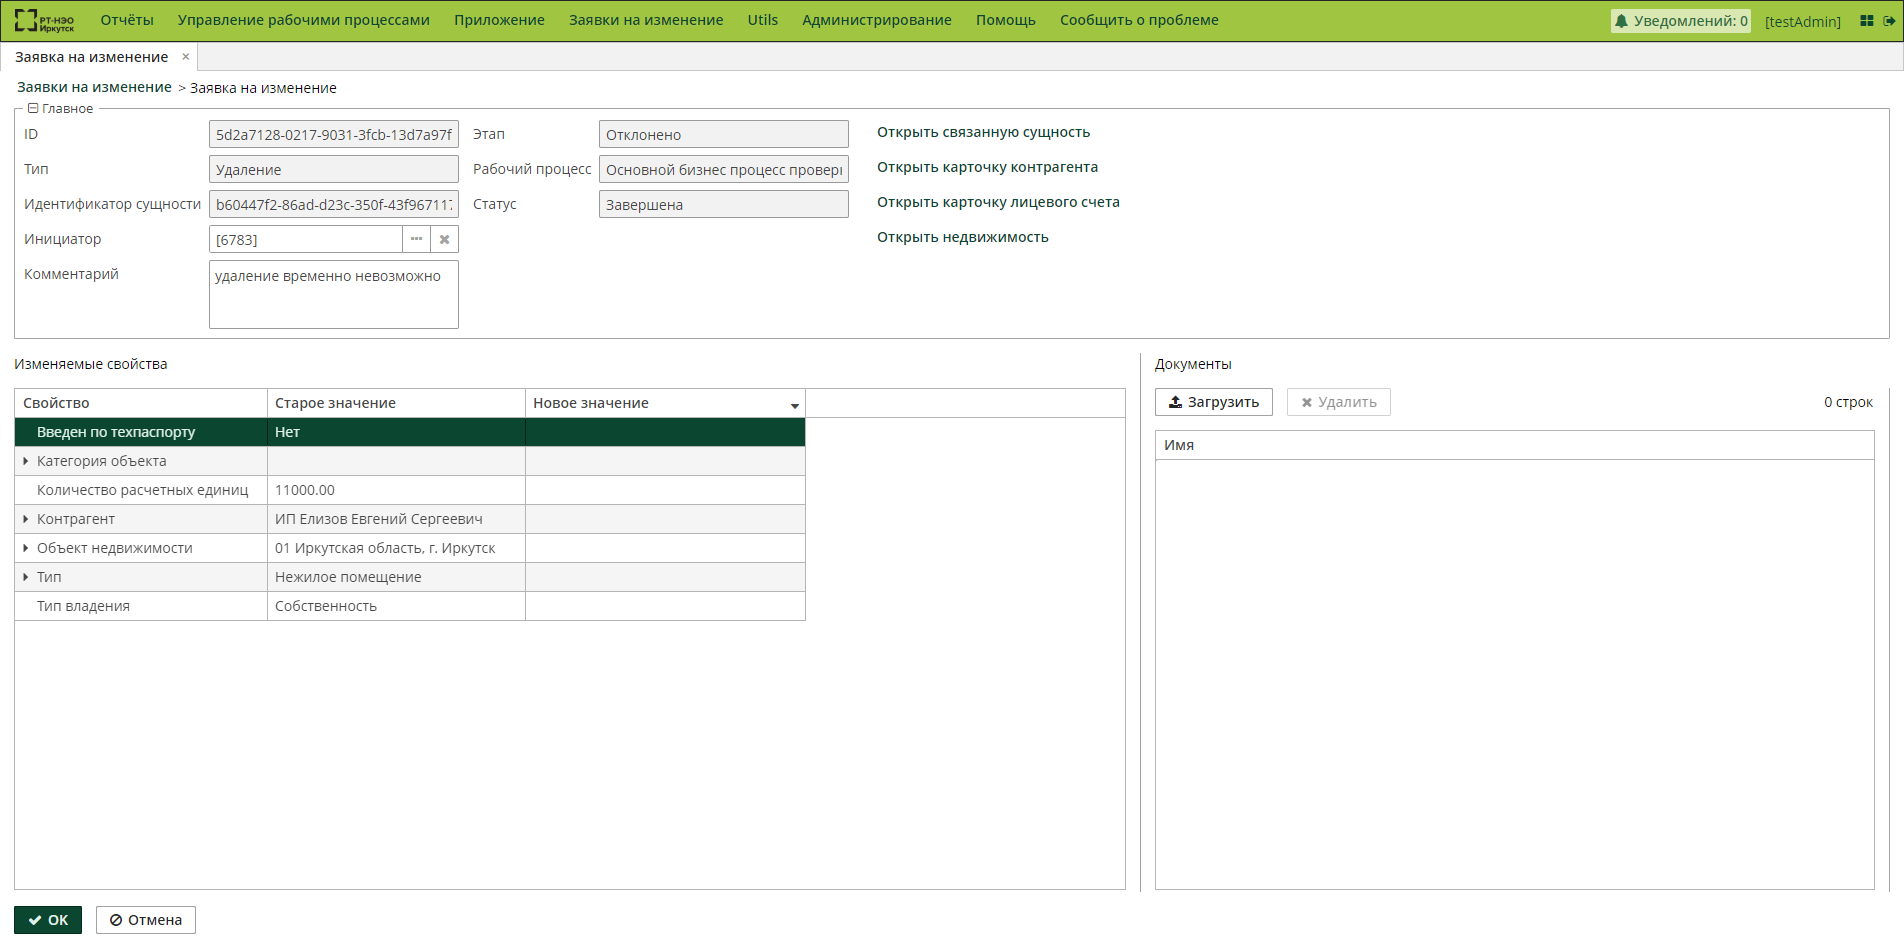 РТ-НЭО Иркутск Отчёты Управление рабочими процессами Приложение Заявки на изменение Utils Администрирование Помощь Сообщить о проблеме Уведомлений: 0 [testAdmin]
Заявка на изменение ×
Заявки на изменение > Заявка на изменение
Главное
ID 5d2a7128-0217-9031-3fcb-13d7a97f Этап Отклонено Открыть связанную сущность
Тип Удаление Рабочий процесс Основной бизнес процесс провер Открыть карточку контрагента
Идентификатор сущности b60447f2-86ad-d23c-350f-43f967117 Статус Завершена Открыть карточку лицевого счета
Инициатор [6783] Открыть недвижимость
Комментарий удаление временно невозможно
Изменяемые свойства Документы
Загрузить Удалить 0 строк
Свойство Старое значение Новое значение
Имя
Введен по техпаспорту Нет
Категория объекта
Количество расчетных единиц 11000.00
Контрагент ИП Елизов Евгений Сергеевич
Объект недвижимости 01 Иркутская область, г. Иркутск
Тип Нежилое помещение
Тип владения Собственность
OK Отмена